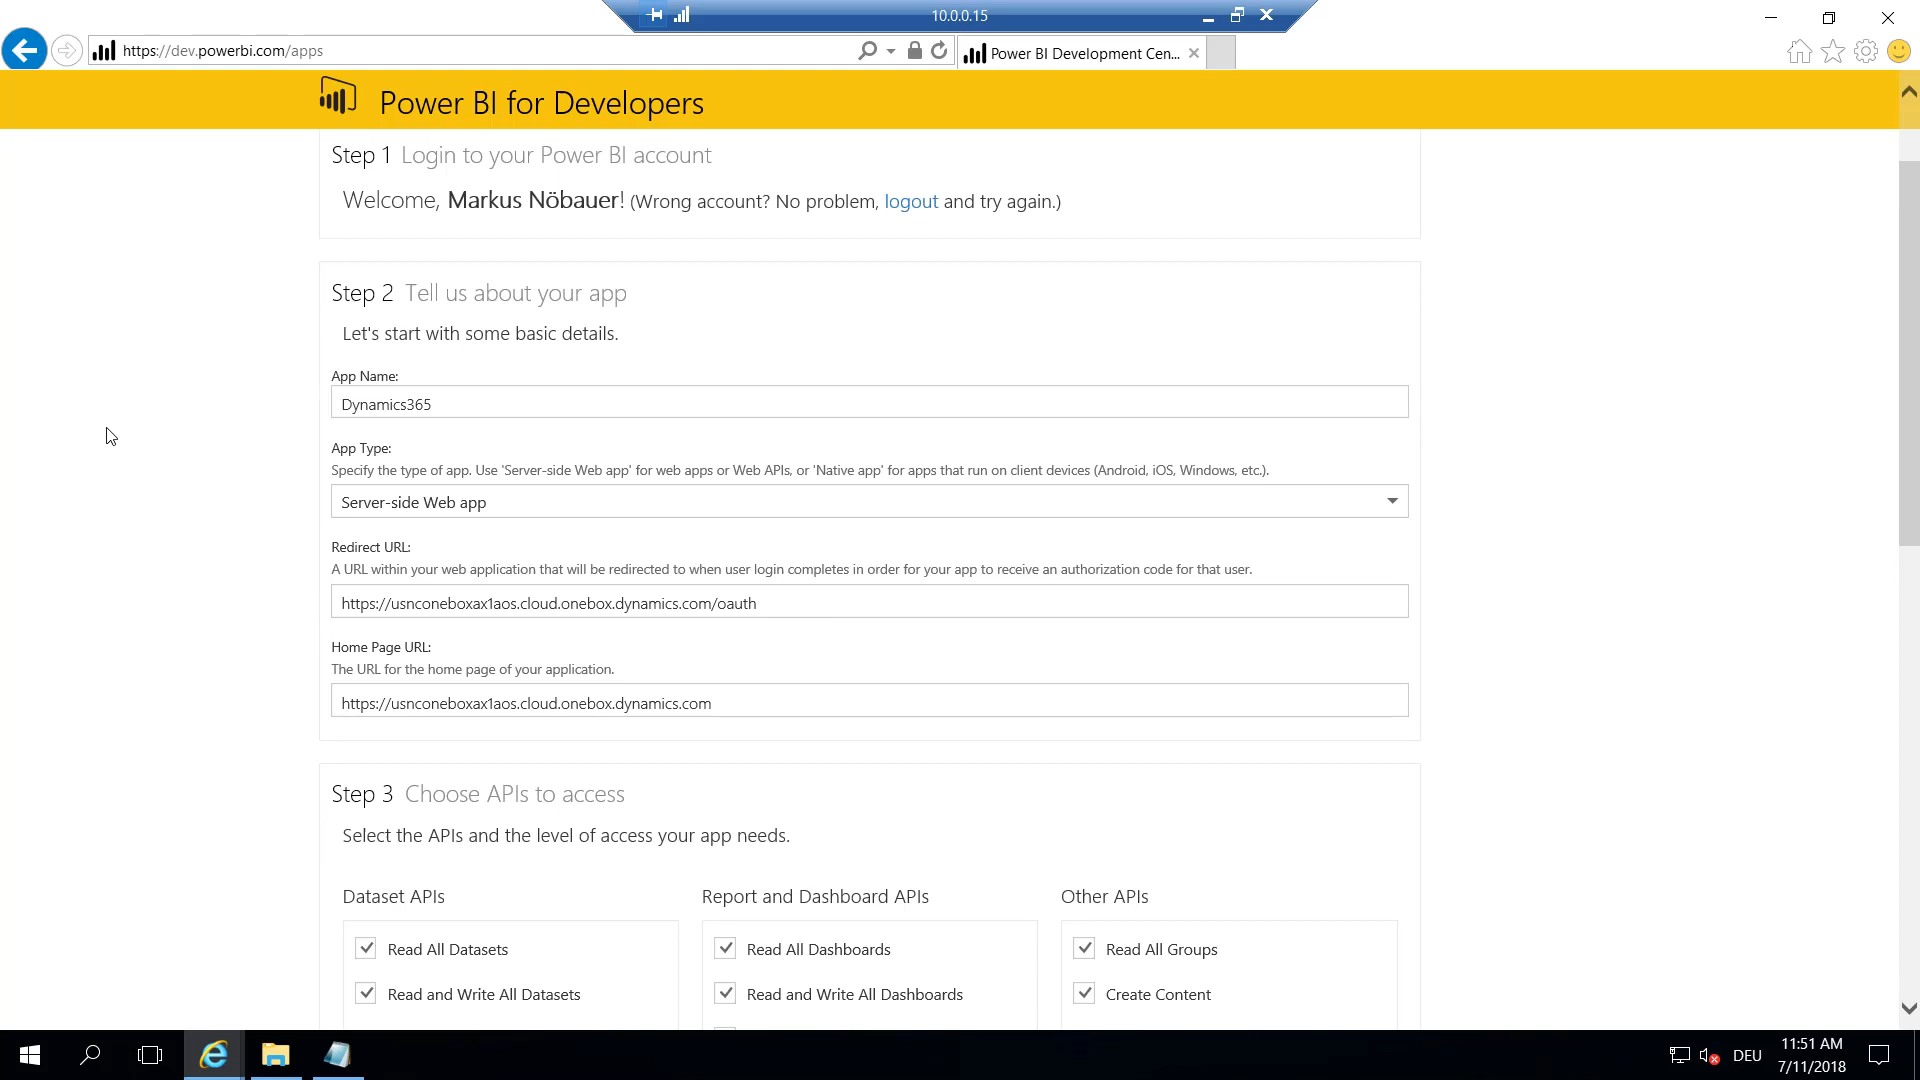 10.0.0.15
https://dev.powerbi.com/apps
Power BI Development Cen...
Power BI for Developers
Step 1 Login to your Power BI account
Welcome, Markus Nöbauer! (Wrong account? No problem, logout and try again.)
Step 2 Tell us about your app
Let's start with some basic details.
App Name:
Dynamics365
App Type:
Specify the type of app. Use 'Server-side Web app' for web apps or Web APIs, or 'Native app' for apps that run on client devices (Android, iOS, Windows, etc.).
Server-side Web app
Redirect URL:
A URL within your web application that will be redirected to when user login completes in order for your app to receive an authorization code for that user.
https://usnconeboxax1aos.cloud.onebox.dynamics.com/oauth
Home Page URL:
The URL for the home page of your application.
https://usnconeboxax1aos.cloud.onebox.dynamics.com
Step 3 Choose APIs to access
Select the APIs and the level of access your app needs.
Dataset APIs Report and Dashboard APIs Other APIs
Read All Datasets Read All Dashboards Read All Groups
Read and Write All Datasets Read and Write All Dashboards Create Content
DEU
11:51 AM
7/11/2018